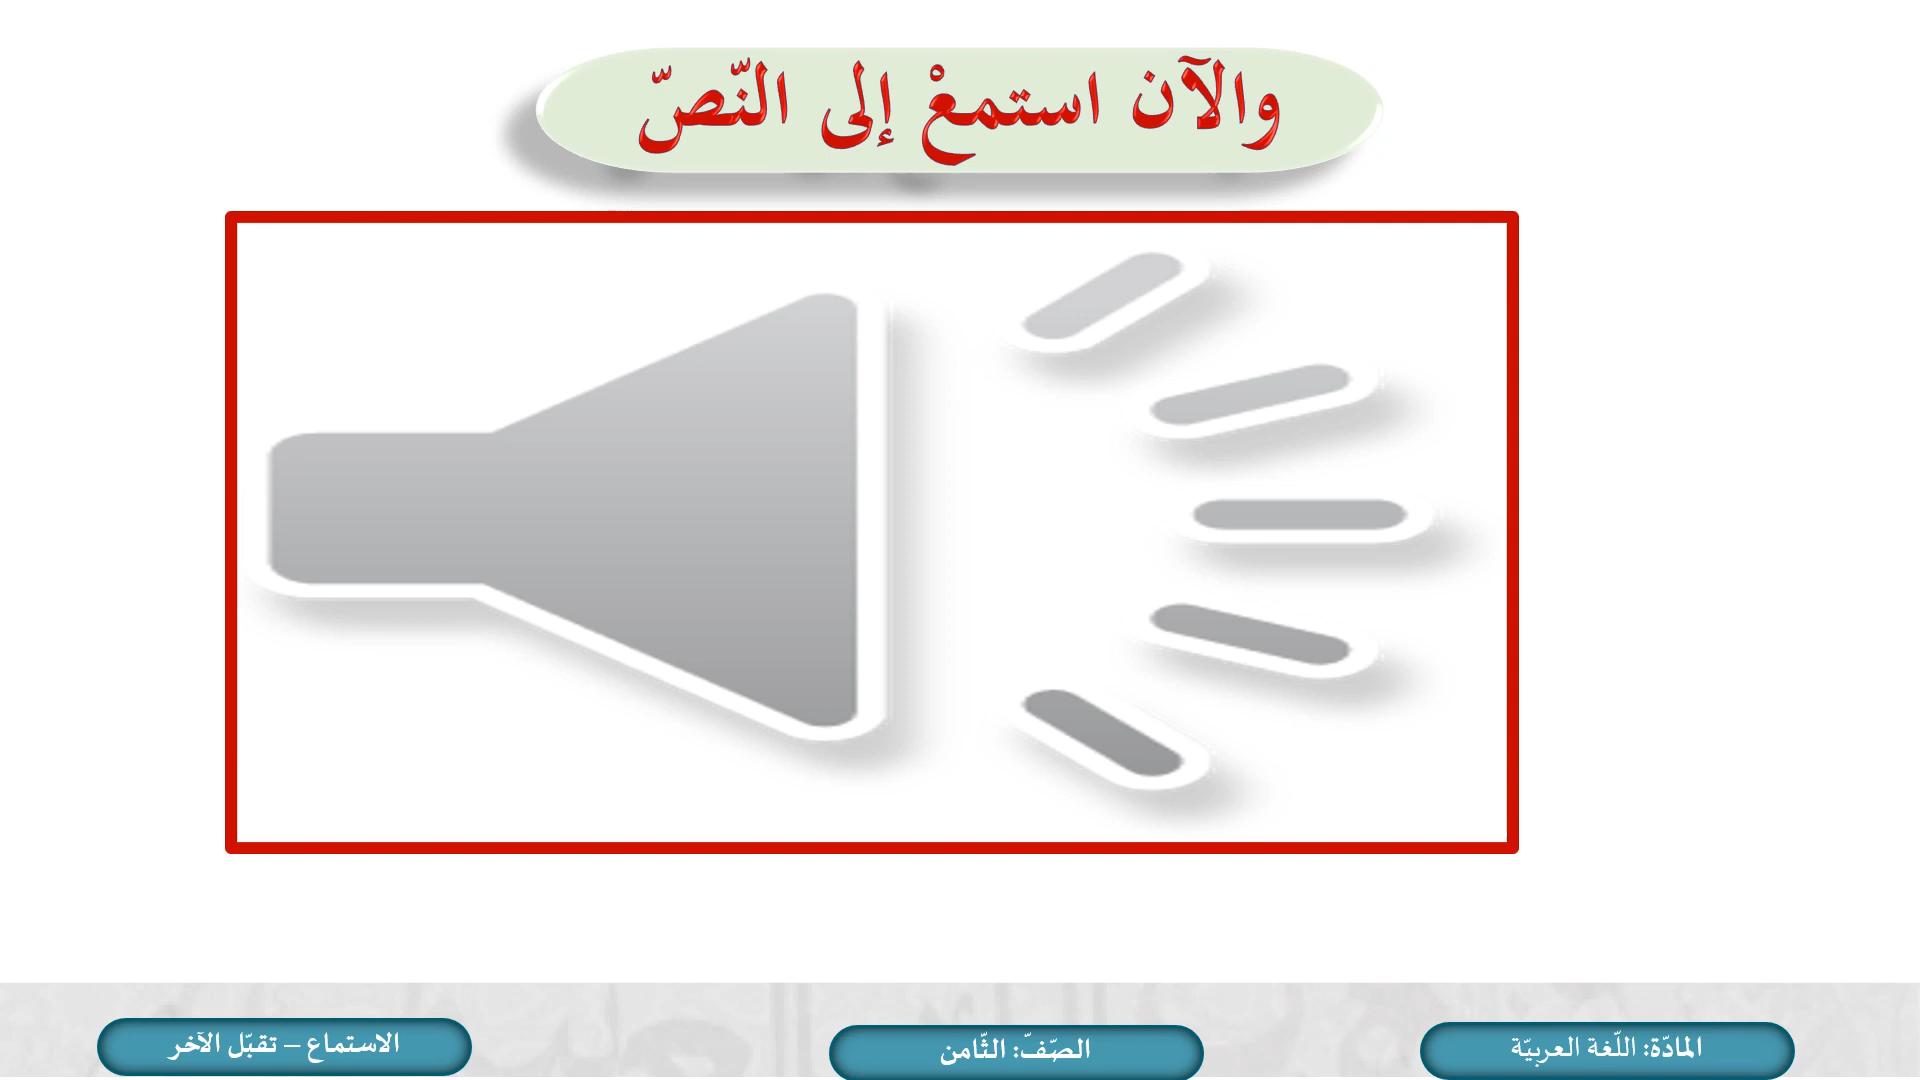 والآن استمعْ إلى النّصّ
المادّة: اللّغة العربيّة
الصّفّ: الثّامن
الاستماع – تقبّل الآخر